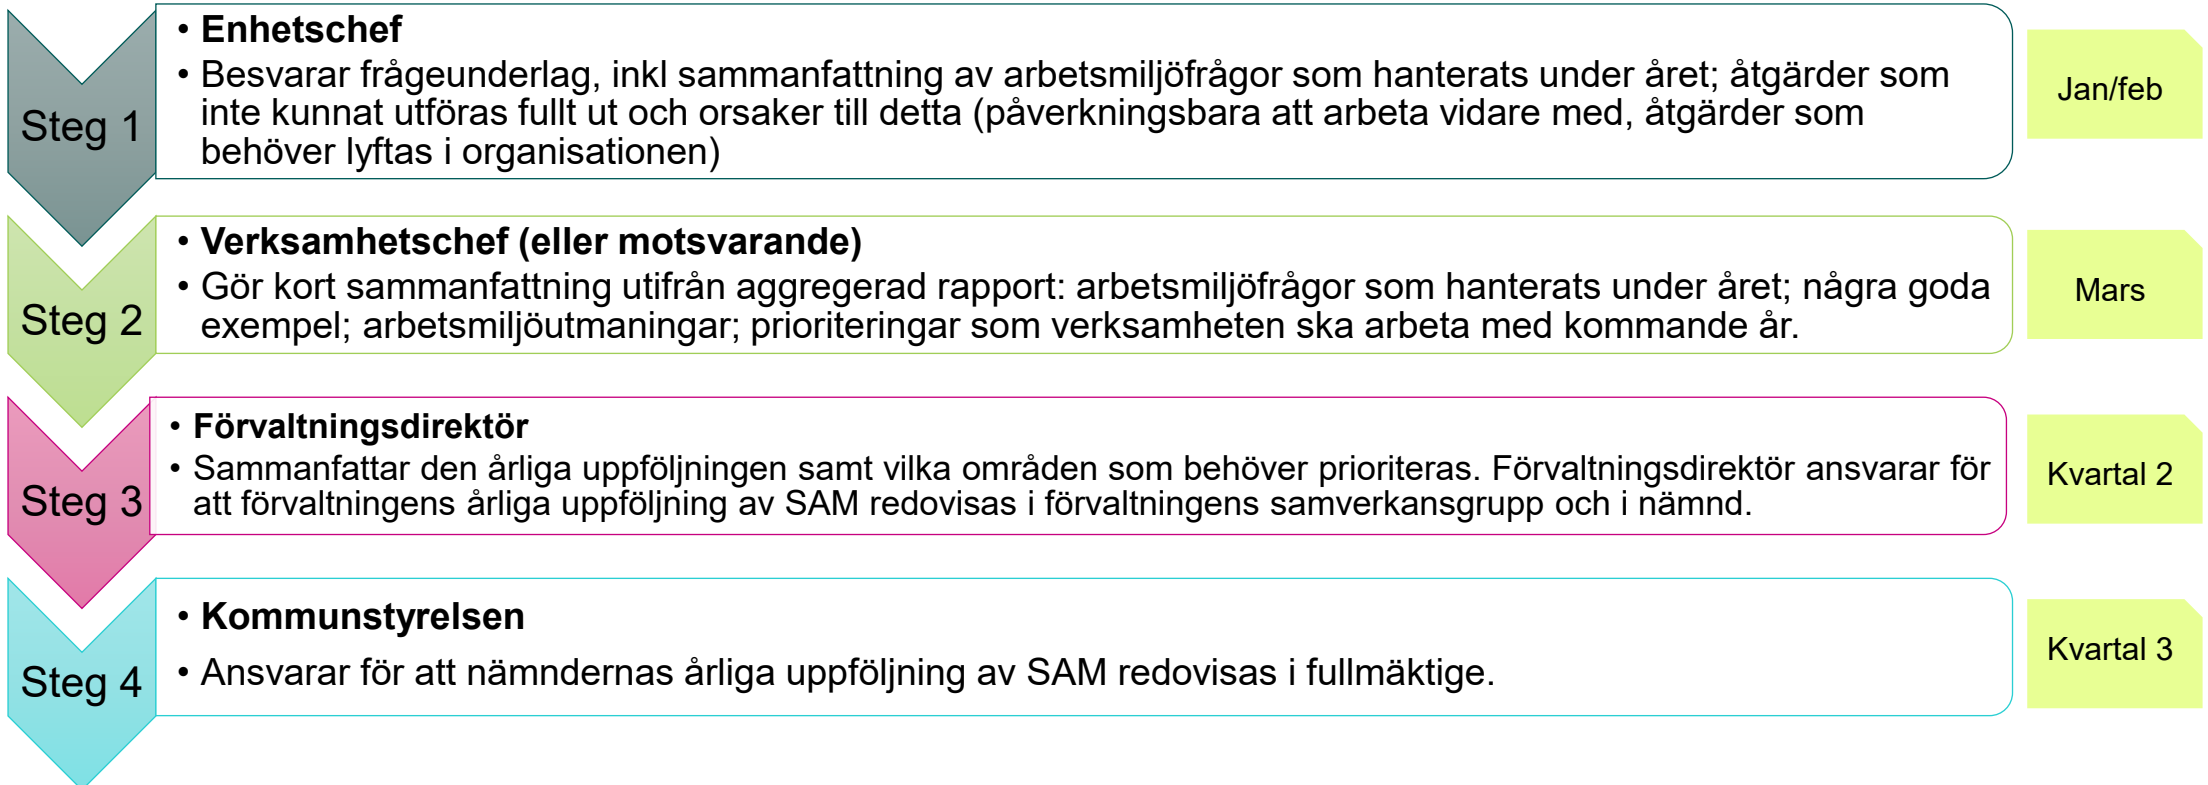 Steg 1
• Enhetschef
• Besvarar frågeunderlag, inkl sammanfattning av arbetsmiljöfrågor som hanterats under året; åtgärder som
inte kunnat utföras fullt ut och orsaker till detta (påverkningsbara att arbeta vidare med, åtgärder som
behöver lyftas i organisationen)
Jan/feb
Steg 2
• Verksamhetschef (eller motsvarande)
• Gör kort sammanfattning utifrån aggregerad rapport: arbetsmiljöfrågor som hanterats under året; några goda
exempel; arbetsmiljöutmaningar; prioriteringar som verksamheten ska arbeta med kommande år.
Mars
Steg 3
• Förvaltningsdirektör
• Sammanfattar den årliga uppföljningen samt vilka områden som behöver prioriteras. Förvaltningsdirektör ansvarar för
att förvaltningens årliga uppföljning av SAM redovisas i förvaltningens samverkansgrupp och i nämnd.
Kvartal 2
Steg 4
• Kommunstyrelsen
• Ansvarar för att nämndernas årliga uppföljning av SAM redovisas i fullmäktige.
Kvartal 3